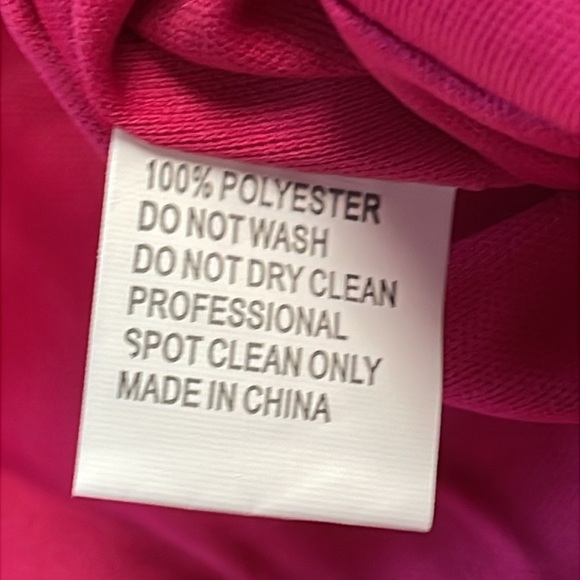 100% POLYESTER
DO NOT WASH
DO NOT DRY CLEAN
PROFESSIONAL
SPOT CLEAN ONLY
MADE IN CHINA